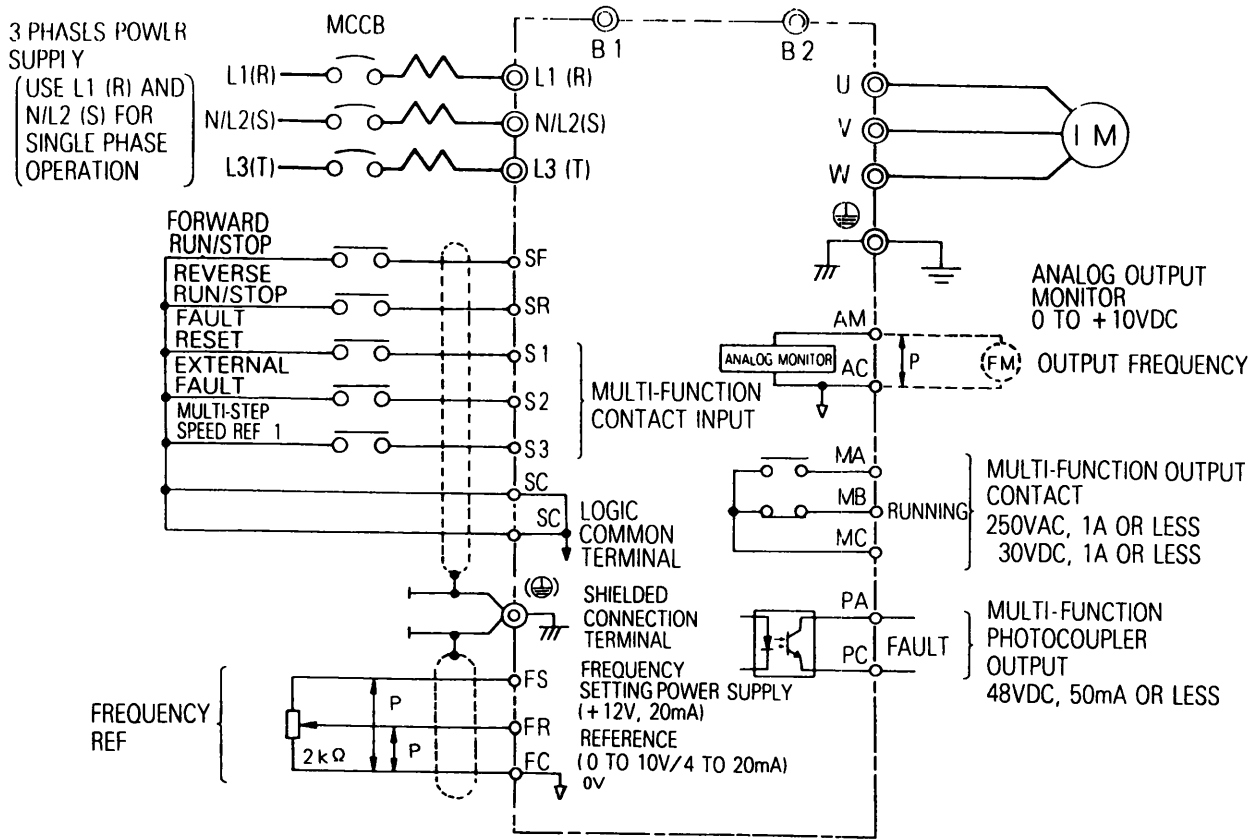 3 PHASES POWER
SUPPLY
USE L1 (R) AND
N/L2 (S) FOR
SINGLE PHASE
OPERATION
MCCB
L1(R)
L1 (R)
N/L2(S)
N/L2(S)
L3(T)
L3 (T)
B 1
B 2
U
V
W
I M
FORWARD
RUN/STOP
SF
REVERSE
RUN/STOP
SR
FAULT
RESET
S1
EXTERNAL
FAULT
S2
MULTI-STEP
SPEED REF 1
S3
MULTI-FUNCTION
CONTACT INPUT
SC
SC
LOGIC
COMMON
TERMINAL
SHIELDED
CONNECTION
TERMINAL
FREQUENCY
REF
2kΩ
P
P
FS
FREQUENCY
SETTING POWER SUPPLY
(+12V, 20mA)
FR
REFERENCE
(0 TO 10V/4 TO 20mA)
FC
0V
ANALOG OUTPUT
MONITOR
0 TO +10VDC
AM
ANALOG MONITOR
AC
P
FM
OUTPUT FREQUENCY
MA
MB
MC
RUNNING
MULTI-FUNCTION OUTPUT
CONTACT
250VAC, 1A OR LESS
30VDC, 1A OR LESS
PA
PC
FAULT
MULTI-FUNCTION
PHOTOCOUPLER
OUTPUT
48VDC, 50mA OR LESS